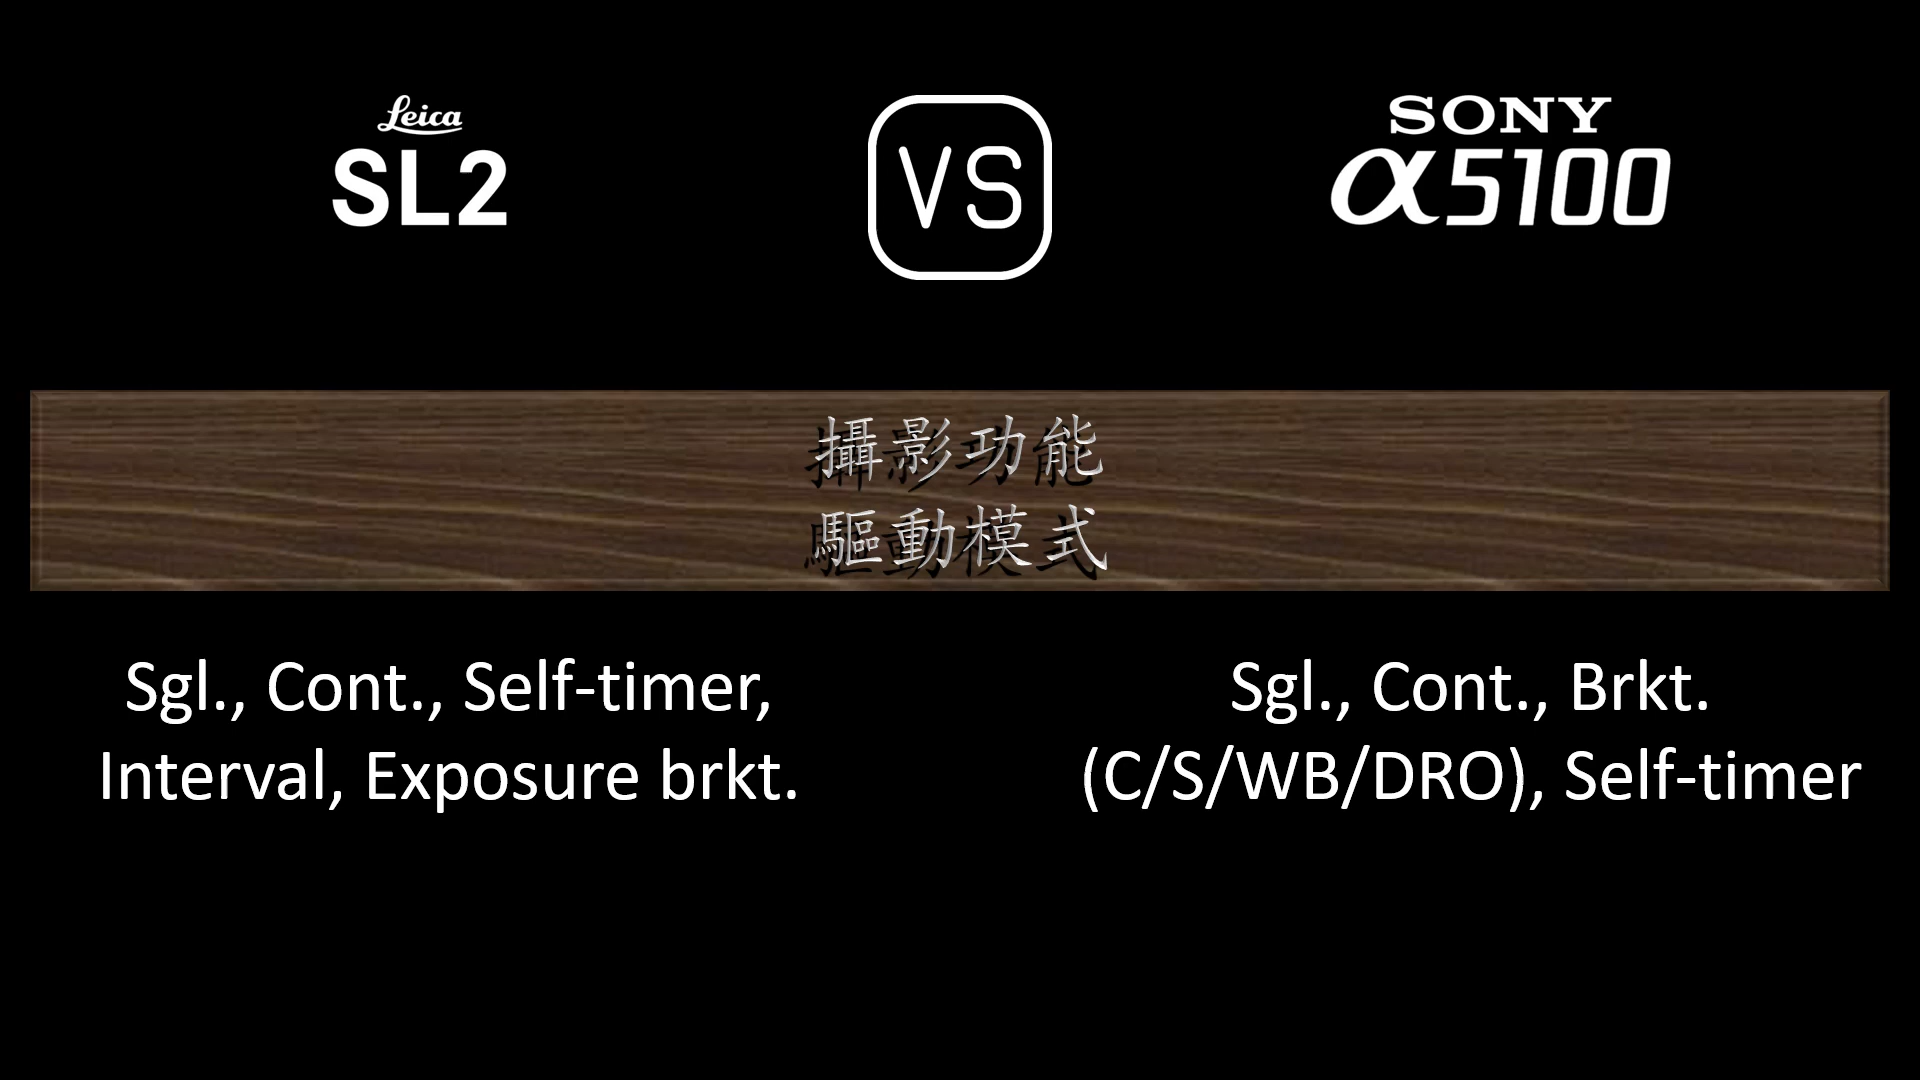 Leica
SL2
VS
SONY
α5100
攝影功能
驅動模式
Sgl., Cont., Self-timer,
Interval, Exposure brkt.
Sgl., Cont., Brkt.
(C/S/WB/DRO), Self-timer